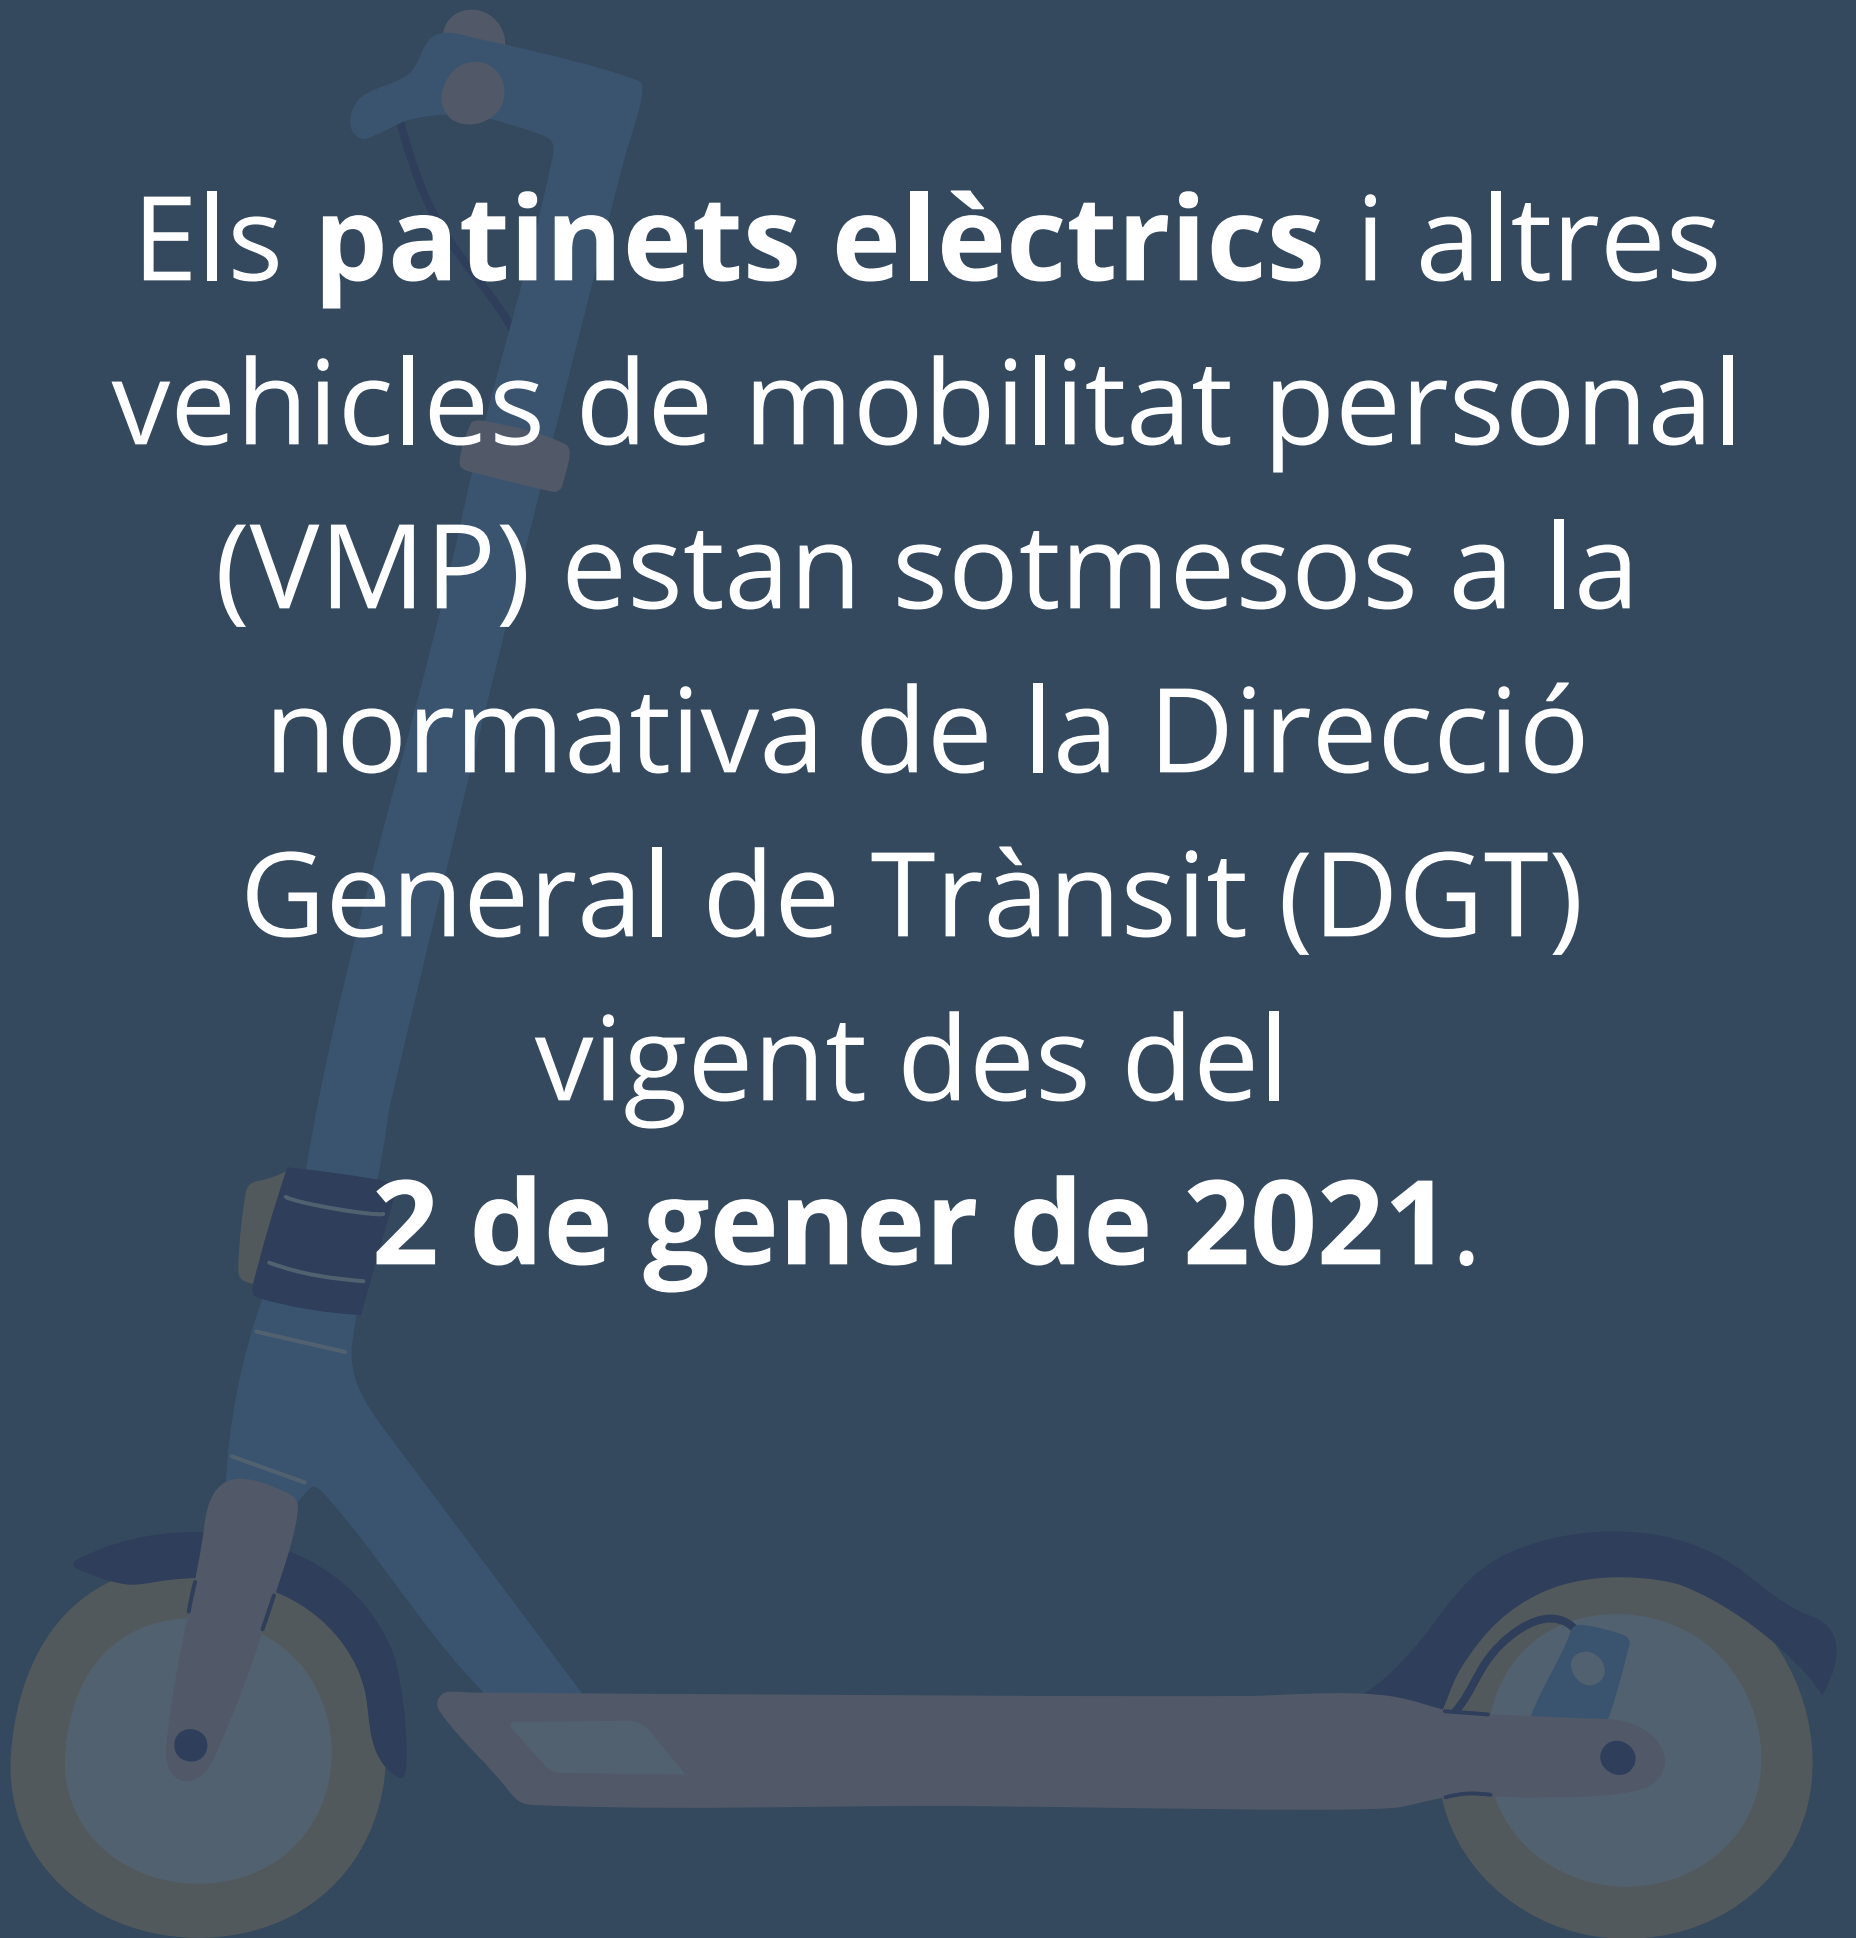 Els patinets elèctrics i altres
vehicles de mobilitat personal
(VMP) estan sotmesos a la
normativa de la Direcció
General de Trànsit (DGT)
vigent des del
2 de gener de 2021.